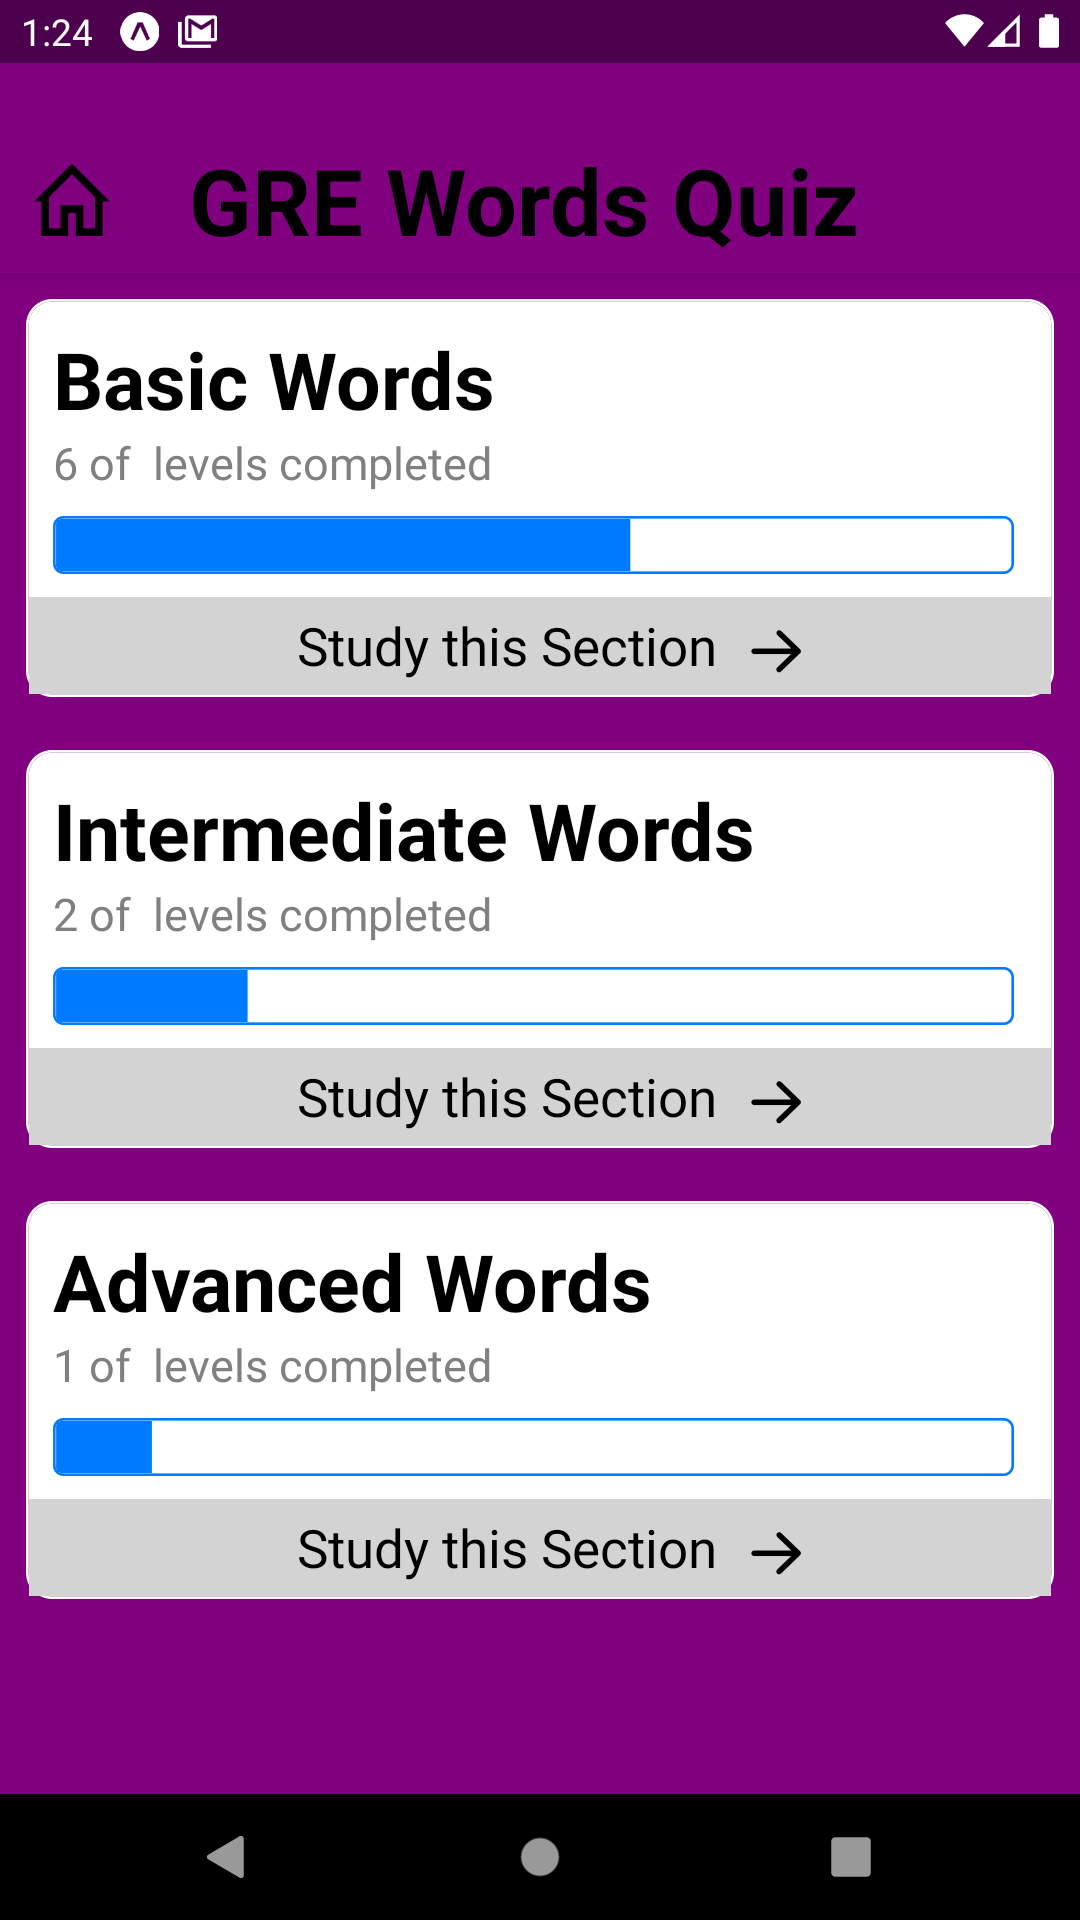 1:24
GRE Words Quiz
Basic Words
6 of  levels completed
Study this Section
Intermediate Words
2 of  levels completed
Study this Section
Advanced Words
1 of  levels completed
Study this Section